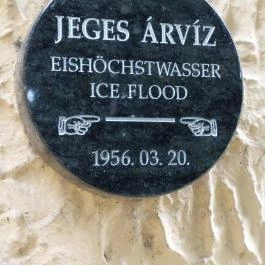 JEGES ÁRVÍZ
EISHÖCHSTWASSER
ICE FLOOD
1956. 03. 20.